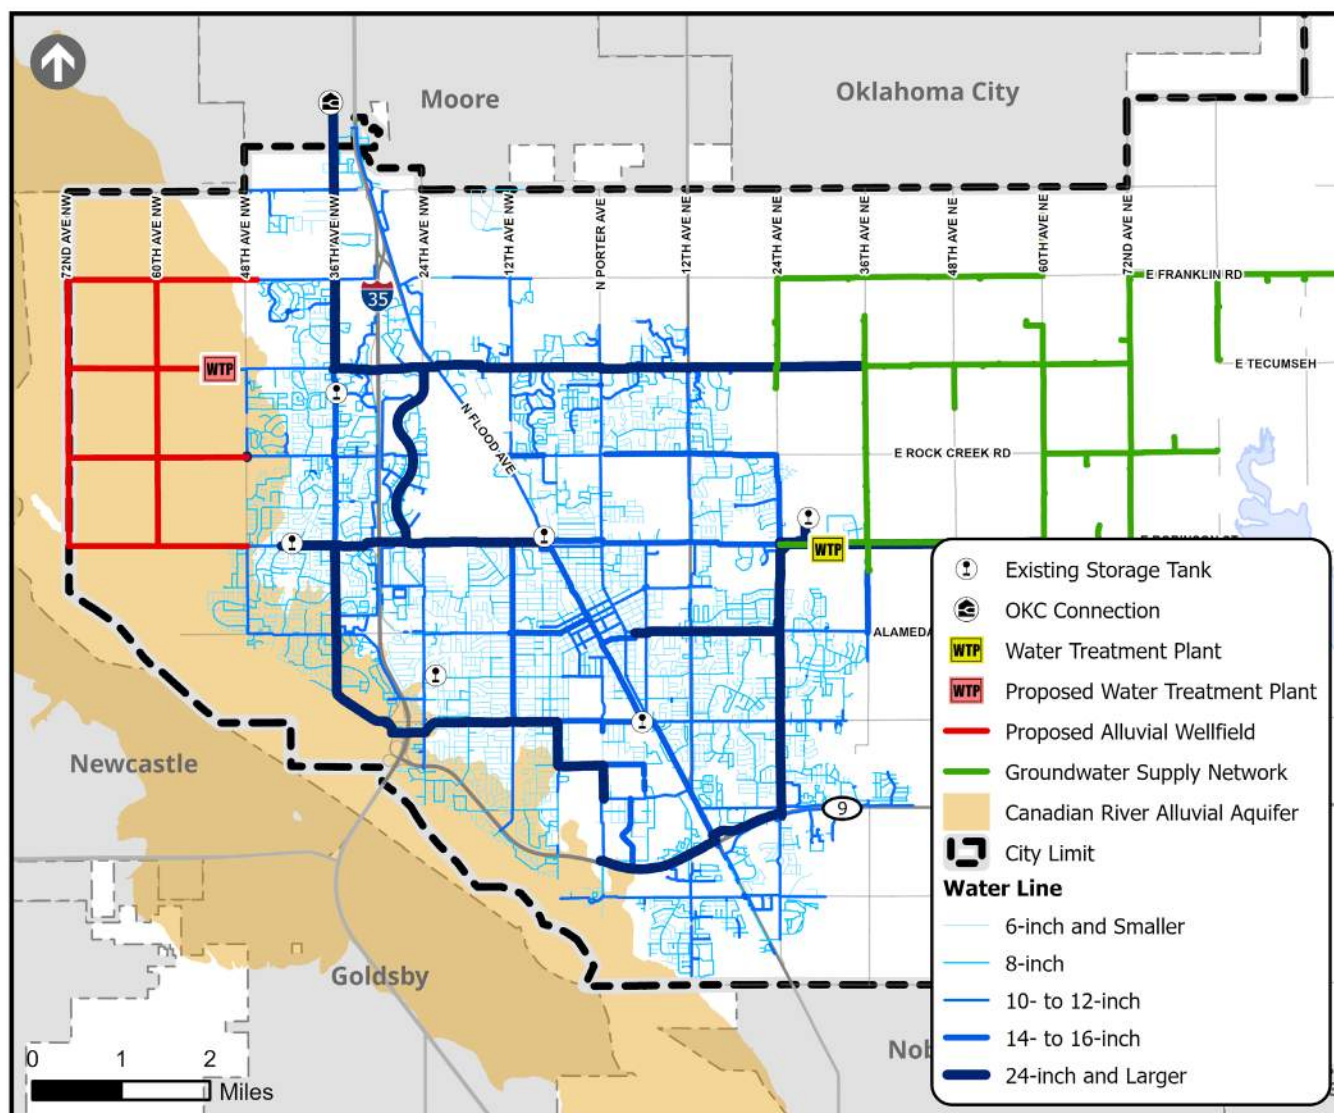 Moore
Oklahoma City
72ND AVE NW
60TH AVE NW
48TH AVE NW
36TH AVE NW
24TH AVE NW
12TH AVE NW
N PORTER AVE
12TH AVE NE
24TH AVE NE
36TH AVE NE
48TH AVE NE
60TH AVE NE
72ND AVE NE
E FRANKLIN RD
35
WTP
E TECUMSEH
N FLOOD AVE
E ROCK CREEK RD
WTP
ALAMEDA
Newcastle
9
Goldsby
Nob
0 1 2
Miles
Existing Storage Tank
OKC Connection
WTP Water Treatment Plant
WTP Proposed Water Treatment Plant
Proposed Alluvial Wellfield
Groundwater Supply Network
Canadian River Alluvial Aquifer
City Limit
Water Line
6-inch and Smaller
8-inch
10- to 12-inch
14- to 16-inch
24-inch and Larger